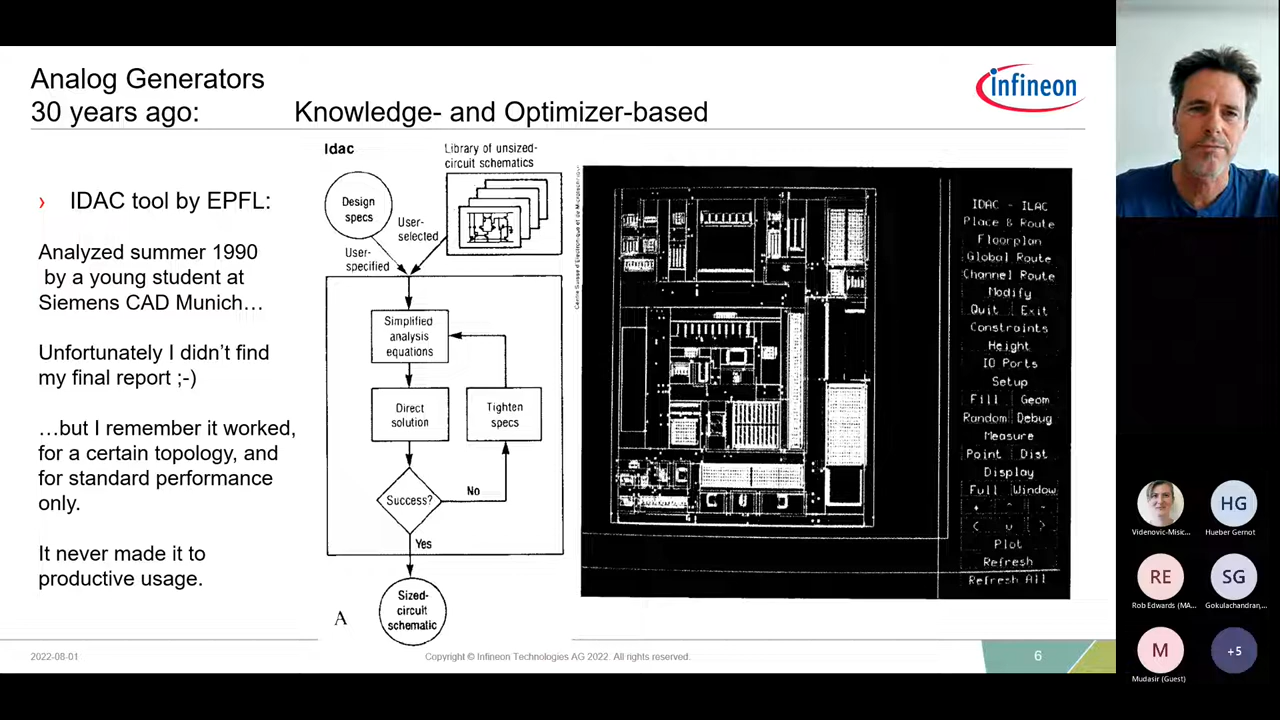 Analog Generators
30 years ago: Knowledge- and Optimizer-based
infineon
› IDAC tool by EPFL:
Analyzed summer 1990
by a young student at
Siemens CAD Munich…
Unfortunately I didn't find
my final report ;-)
…but I remember it worked,
for a certain topology, and
for standard performance
only.
It never made it to
productive usage.
Idac
Library of unsized-
circuit schematics
Design
specs
User-
selected
User-
specified
Simplified
analysis
equations
Direct
solution
Tighten
specs
Success?
No
Yes
Sized-
circuit
schematic
A
IDAC - ILAC
Place & Route
Floorplan
Global Route
Channel Route
Modify
Quit Exit
Constraints
Height
IO Ports
Setup
Fill Geom
Random Debug
Measure
Point Dist
Display
Full Window
+ ^ -
< v >
Plot
Refresh
Refresh All
2022-08-01
Copyright © Infineon Technologies AG 2022. All rights reserved.
6
HG
Videnovic-Misic...
Hueber Gernot
RE
SG
Rob Edwards (MA...
Gokulachandran,...
M
+5
Mudasir (Guest)